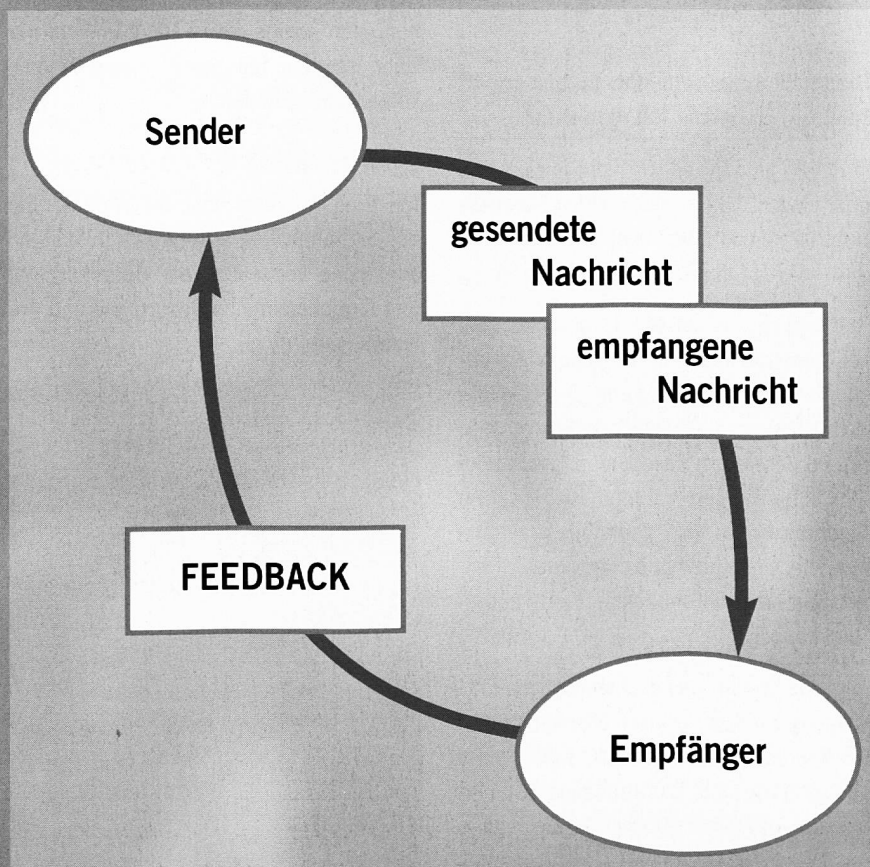 Sender
gesendete
Nachricht
empfangene
Nachricht
FEEDBACK
Empfänger